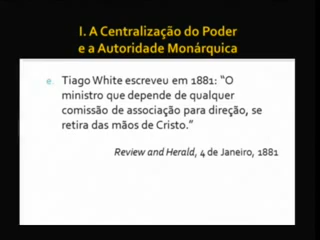 I. A Centralização do Poder
e a Autoridade Monárquica
e. Tiago White escreveu em 1881: “O
ministro que depende de qualquer
comissão de associação para direção, se
retira das mãos de Cristo.”
Review and Herald, 4 de Janeiro, 1881